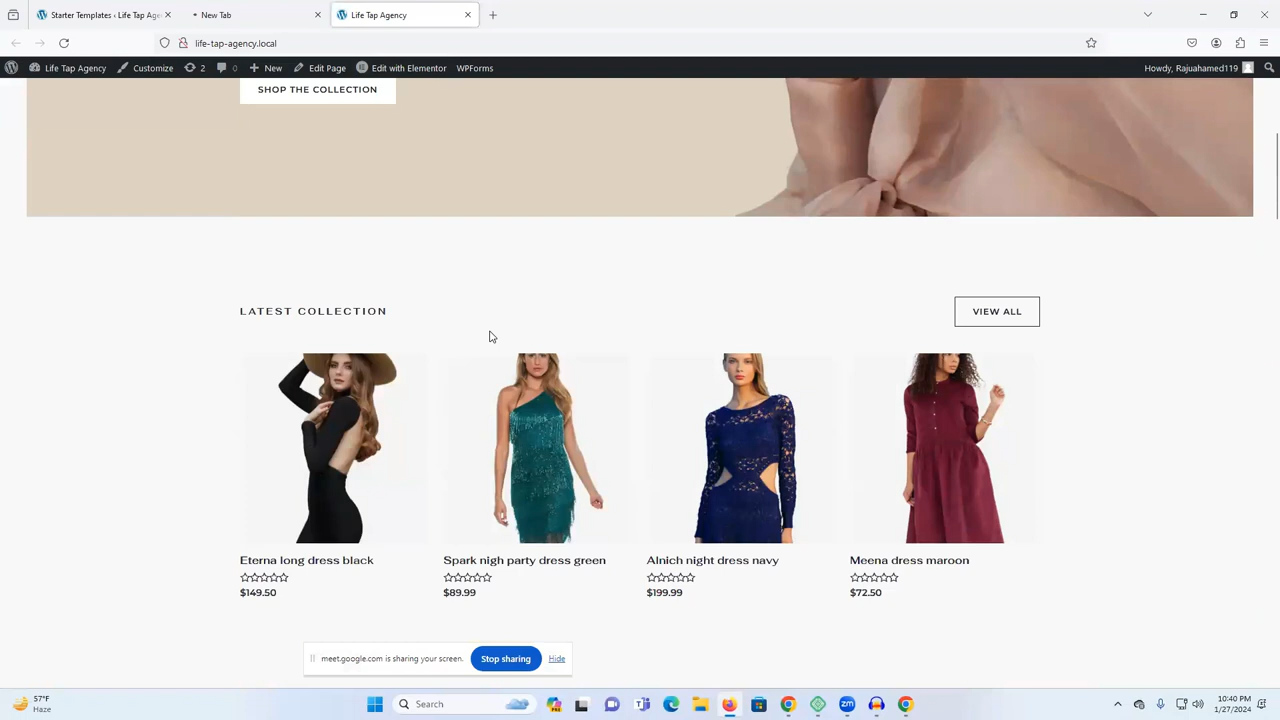 Starter Templates ‹ Life Tap Agen
New Tab
Life Tap Agency
life-tap-agency.local
Life Tap Agency
Customize
2
0
New
Edit Page
Edit with Elementor
WPForms
Howdy, Rajuahamed119
SHOP THE COLLECTION
LATEST COLLECTION
VIEW ALL
Eterna long dress black
Spark nigh party dress green
Alnich night dress navy
Meena dress maroon
$149.50
$89.99
$199.99
$72.50
meet.google.com is sharing your screen.
Stop sharing
Hide
57°F
Haze
Search
zm
10:40 PM
1/27/2024